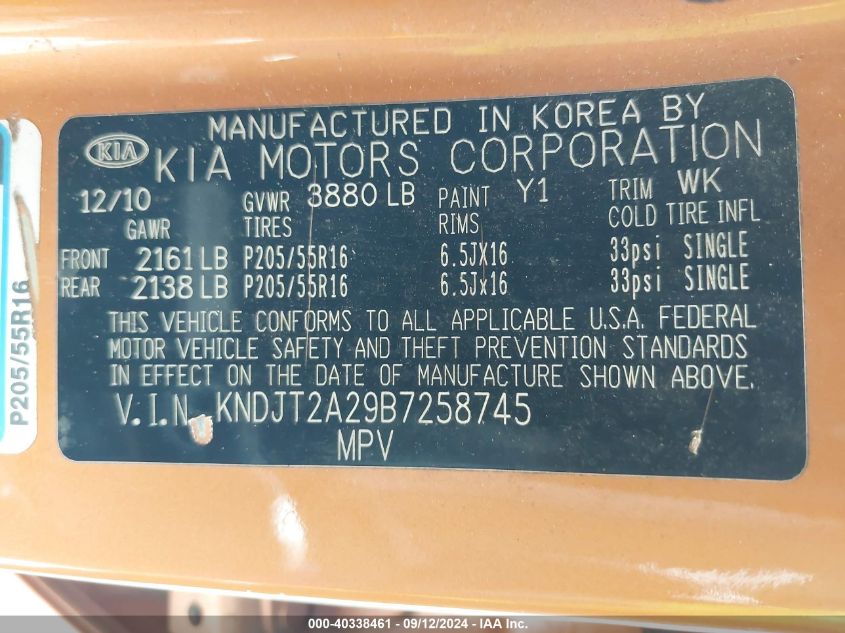 MANUFACTURED IN KOREA BY
KIA KIA MOTORS CORPORATION
12/10 GVWR 3880 LB PAINT Y1 TRIM WK
GAWR TIRES RIMS COLD TIRE INFL
FRONT 2161 LB P205/55R16 6.5JX16 33psi SINGLE
REAR 2138 LB P205/55R16 6.5Jx16 33psi SINGLE
THIS VEHICLE CONFORMS TO ALL APPLICABLE U.S.A. FEDERAL
MOTOR VEHICLE SAFETY AND THEFT PREVENTION STANDARDS
IN EFFECT ON THE DATE OF MANUFACTURE SHOWN ABOVE.
V.I.N. KNDJT2A29B7258745
MPV
P205/55R16
000-40338461 - 09/12/2024 - IAA Inc.